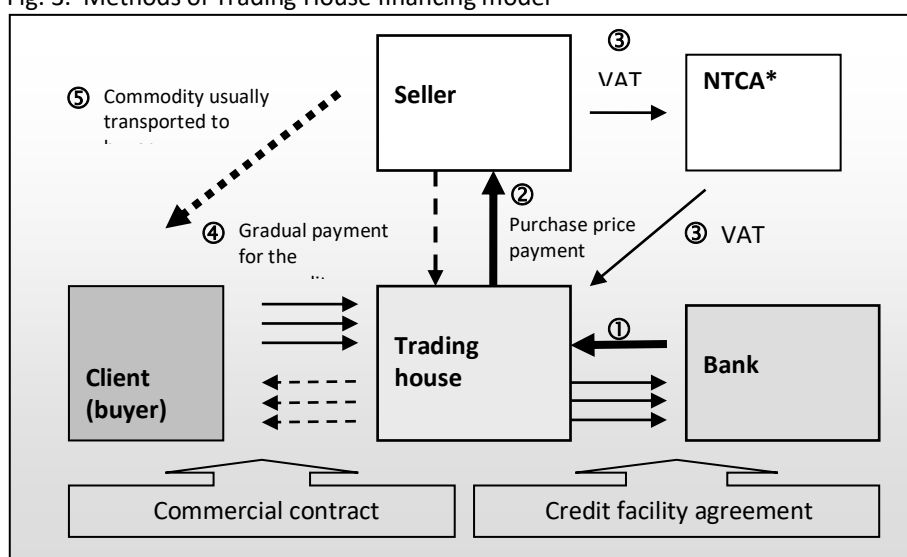 Fig. 3. Methods of Trading House financing model
③
VAT
Seller
NTCA*
⑤ Commodity usually
transported to
②
Purchase price
payment
④ Gradual payment
for the
③ VAT
①
Trading
house
Bank
Client
(buyer)
Commercial contract
Credit facility agreement